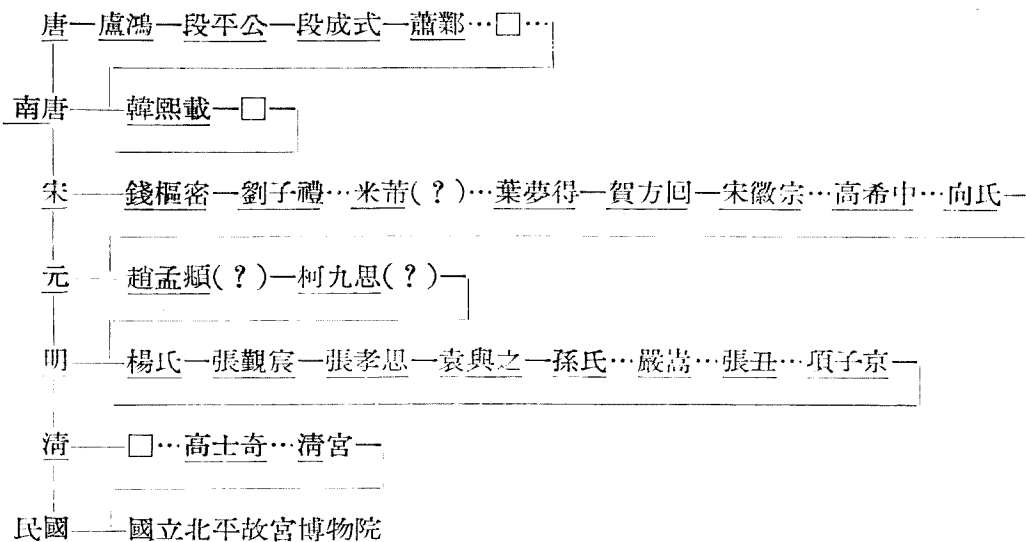 唐—盧鴻—段平公—段成式—蕭鄴…□…
南唐—韓熙載—□—
宋—錢樞密—劉子禮…米芾(?)…葉夢得—賀方回—宋徽宗…高希中…向氏—
元—趙孟頫(?)—柯九思(?)—
明—楊氏—張覲宸—張孝思—袁與之—孫氏…嚴嵩…張丑…項子京—
淸—□…高士奇…淸宮—
民國—國立北平故宮博物院